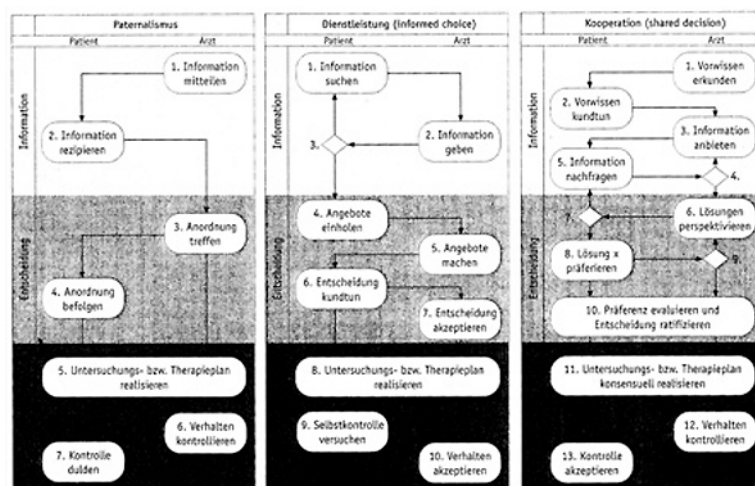 Paternalismus
Patient
Arzt
Information
1. Information
mitteilen
2. Information
rezipieren
Entscheidung
3. Anordnung
treffen
4. Anordnung
befolgen
5. Untersuchungs- bzw. Therapieplan
realisieren
6. Verhalten
kontrollieren
7. Kontrolle
dulden
Dienstleistung (informed choice)
Patient
Arzt
Information
1. Information
suchen
2. Information
geben
3.
Entscheidung
4. Angebote
einholen
5. Angebote
machen
6. Entscheidung
kundtun
7. Entscheidung
akzeptieren
8. Untersuchungs- bzw. Therapieplan
realisieren
9. Selbstkontrolle
versuchen
10. Verhalten
akzeptieren
Kooperation (shared decision)
Patient
Arzt
Information
1. Vorwissen
erkunden
2. Vorwissen
kundtun
3. Information
anbieten
4.
5. Information
nachfragen
Entscheidung
6. Lösungen
perspektivieren
7.
8. Lösung x
präferieren
9.
10. Präferenz evaluieren und
Entscheidung ratifizieren
11. Untersuchungs- bzw. Therapieplan
konsensuell realisieren
12. Verhalten
kontrollieren
13. Kontrolle
akzeptieren